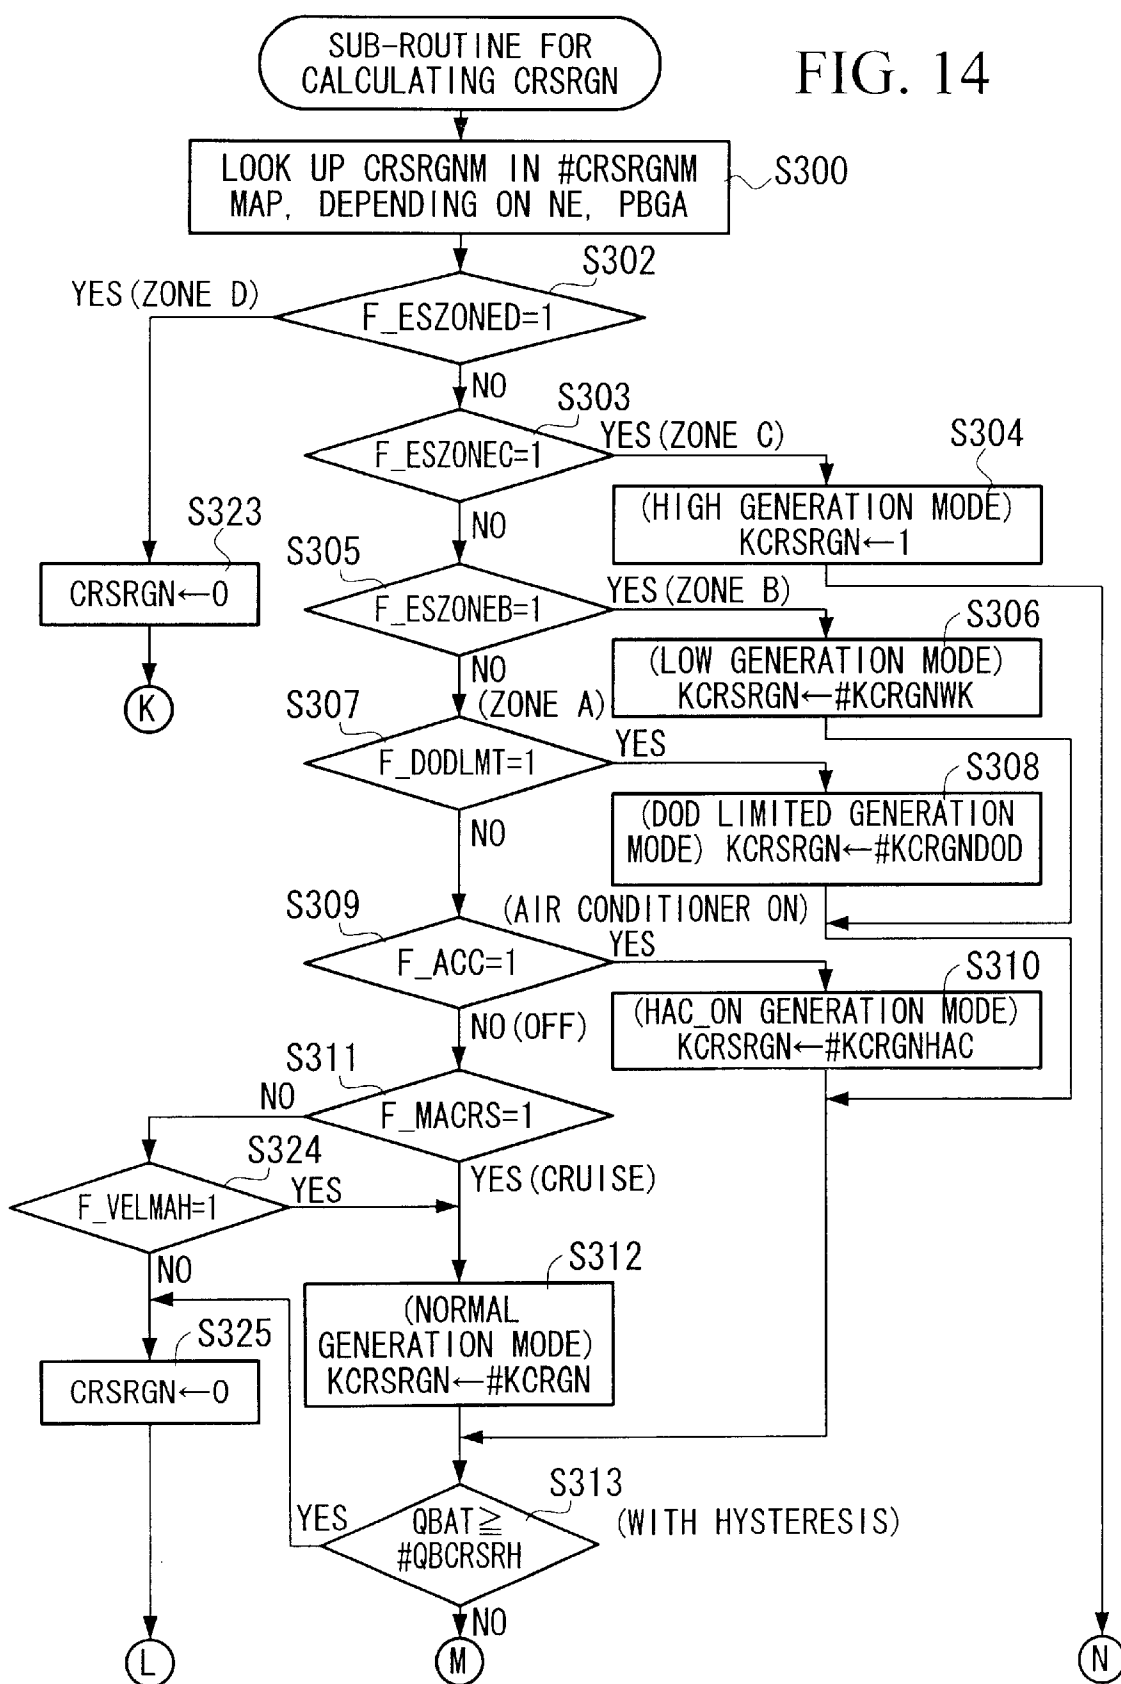 SUB-ROUTINE FOR
CALCULATING CRSRGN
FIG. 14
LOOK UP CRSRGNM IN #CRSRGNM
MAP, DEPENDING ON NE, PBGA
S300
S302
YES(ZONE D)
F_ESZONED=1
NO
S303
F_ESZONEC=1
YES(ZONE C)
S304
(HIGH GENERATION MODE)
KCRSRGN←1
NO
S323
CRSRGN←0
K
S305
F_ESZONEB=1
YES(ZONE B)
S306
(LOW GENERATION MODE)
KCRSRGN←#KCRGNWK
NO
(ZONE A)
S307
F_DODLMT=1
YES
S308
(DOD LIMITED GENERATION
MODE) KCRSRGN←#KCRGNDOD
NO
S309
(AIR CONDITIONER ON)
F_ACC=1
YES
S310
(HAC_ON GENERATION MODE)
KCRSRGN←#KCRGNHAC
NO(OFF)
S311
F_MACRS=1
NO
YES(CRUISE)
S324
F_VELMAH=1
YES
NO
S312
(NORMAL
GENERATION MODE)
KCRSRGN←#KCRGN
S325
CRSRGN←0
S313
QBAT≧
#QBCRSRH
YES
(WITH HYSTERESIS)
NO
L
M
N